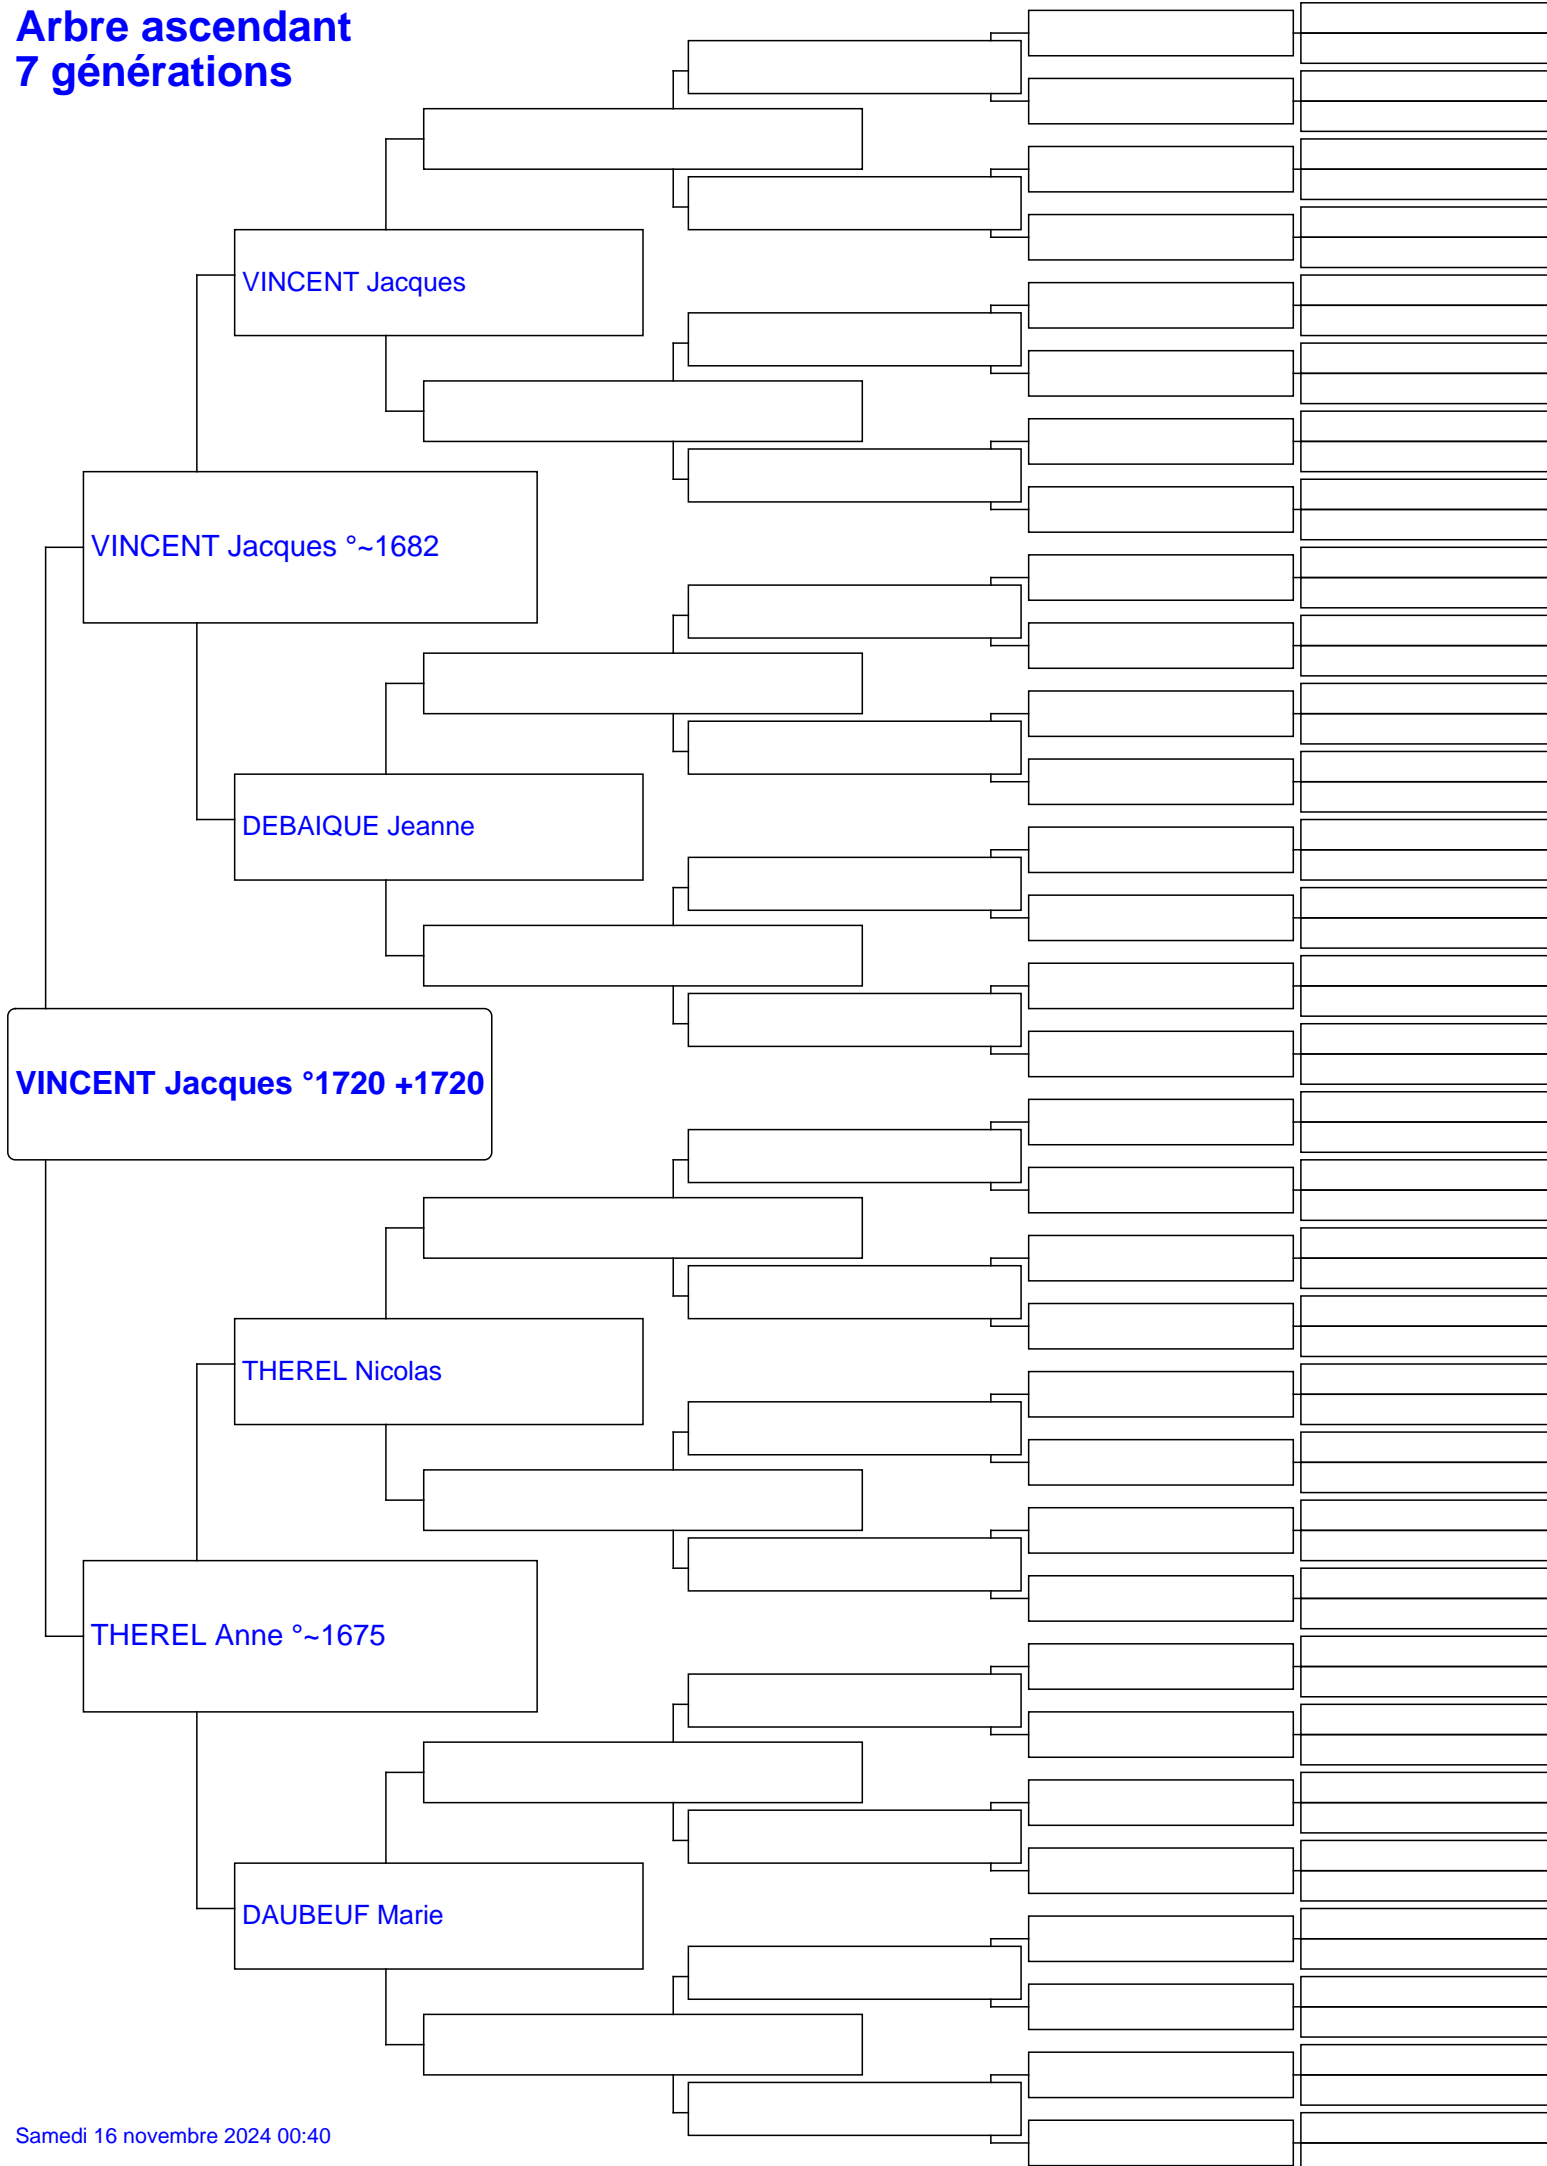 Arbre ascendant
7 générations
VINCENT Jacques
VINCENT Jacques °~1682
DEBAIQUE Jeanne
VINCENT Jacques °1720 +1720
THEREL Nicolas
THEREL Anne °~1675
DAUBEUF Marie
Samedi 16 novembre 2024 00:40